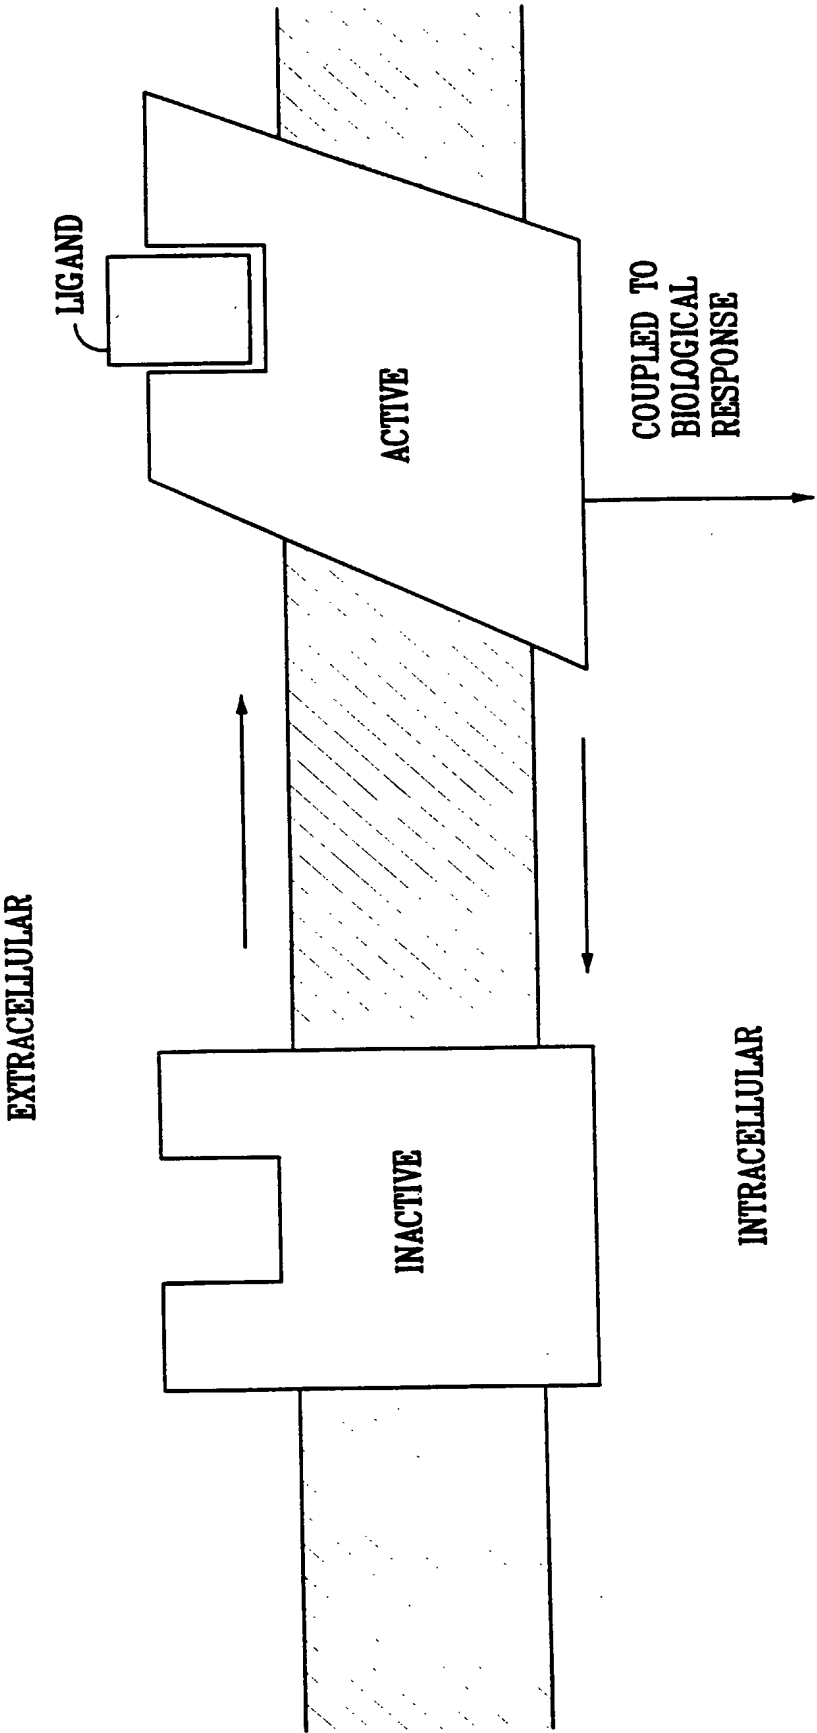 EXTRACELLULAR
LIGAND
INACTIVE
ACTIVE
COUPLED TO
BIOLOGICAL
RESPONSE
INTRACELLULAR